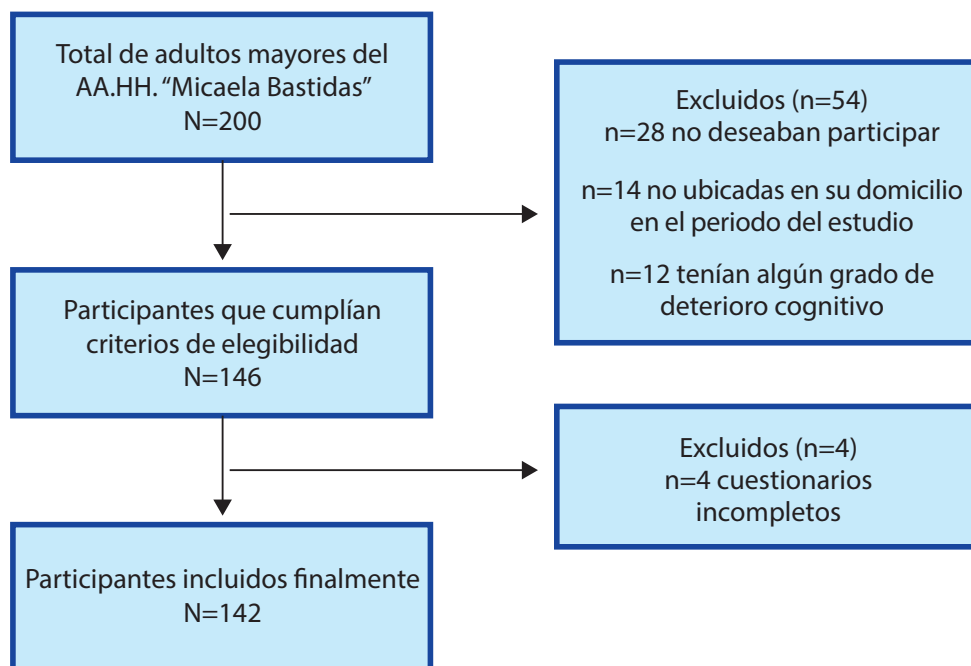 Total de adultos mayores del
AA.HH. “Micaela Bastidas”
N=200
Excluidos (n=54)
n=28 no deseaban participar
n=14 no ubicadas en su domicilio
en el periodo del estudio
n=12 tenían algún grado de
deterioro cognitivo
Participantes que cumplían
criterios de elegibilidad
N=146
Excluidos (n=4)
n=4 cuestionarios
incompletos
Participantes incluidos finalmente
N=142